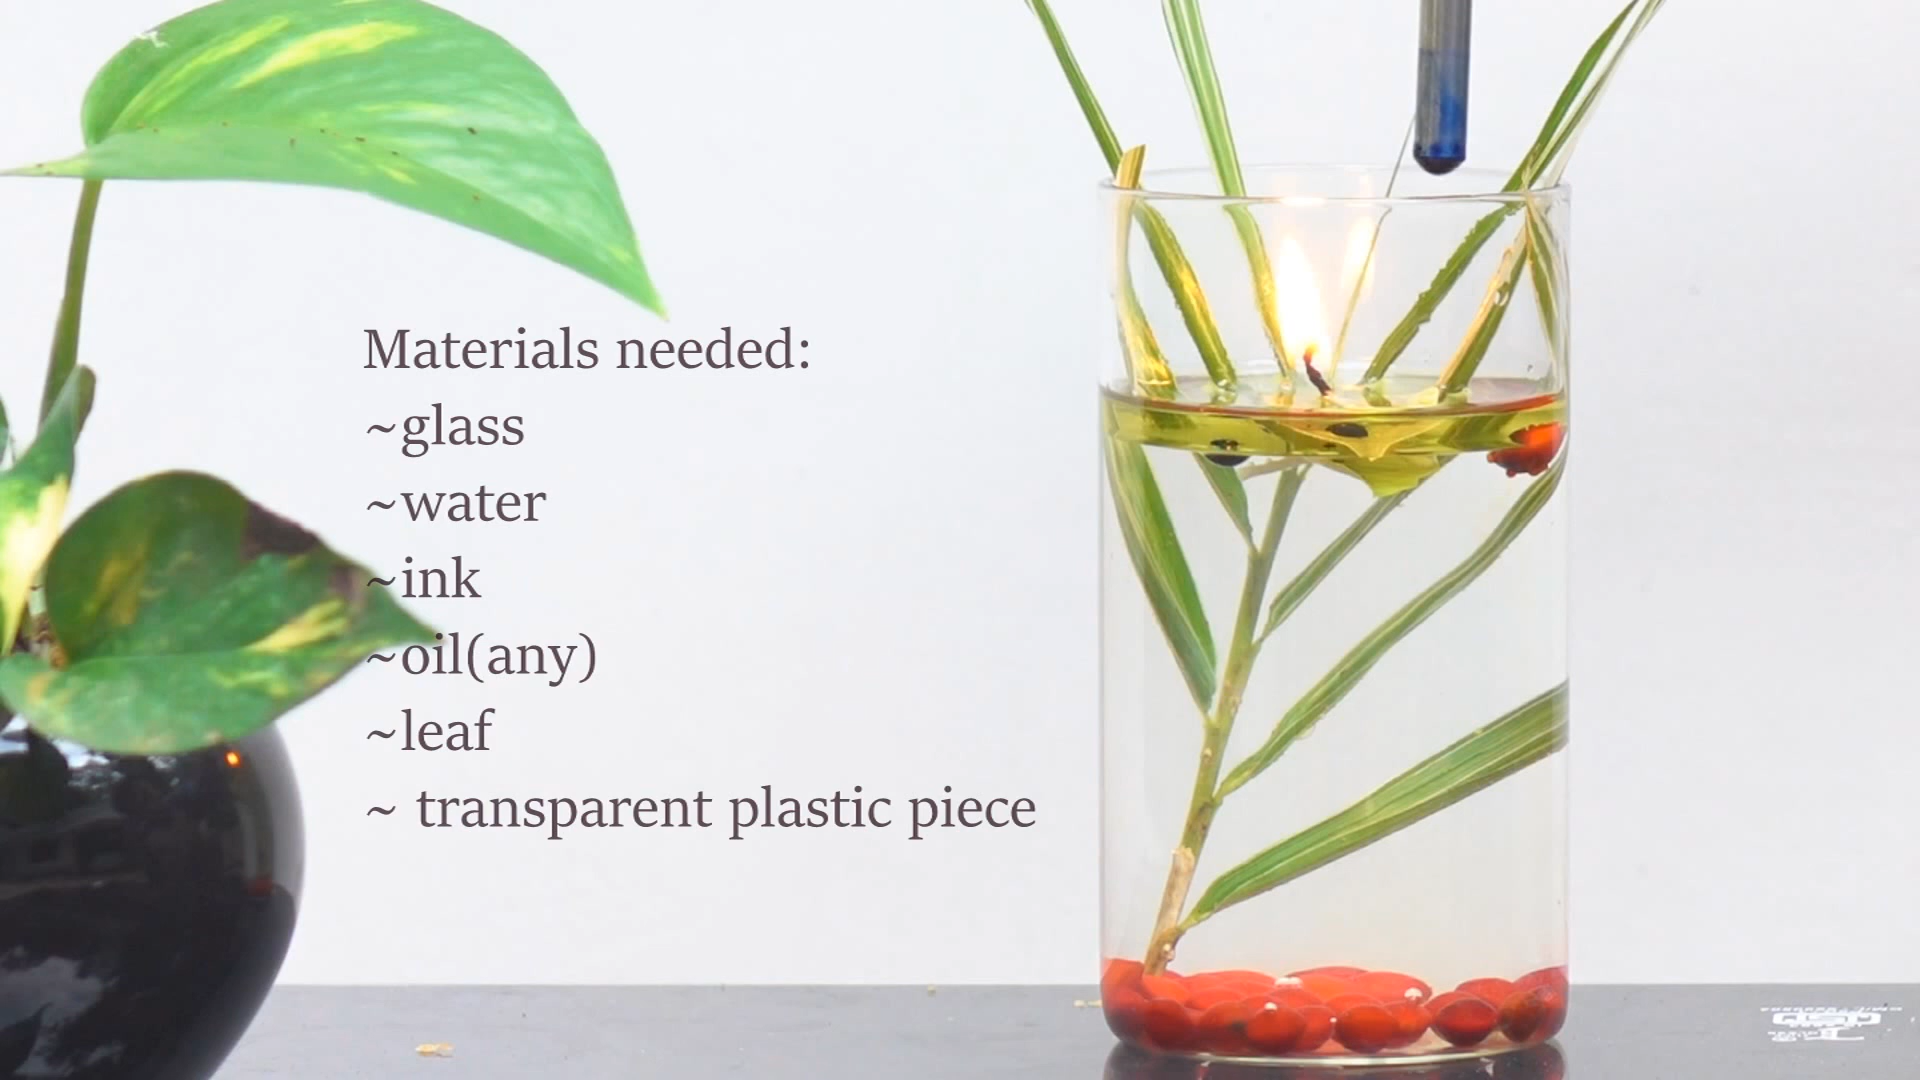 Materials needed:
~glass
~water
~ink
~oil(any)
~leaf
~ transparent plastic piece